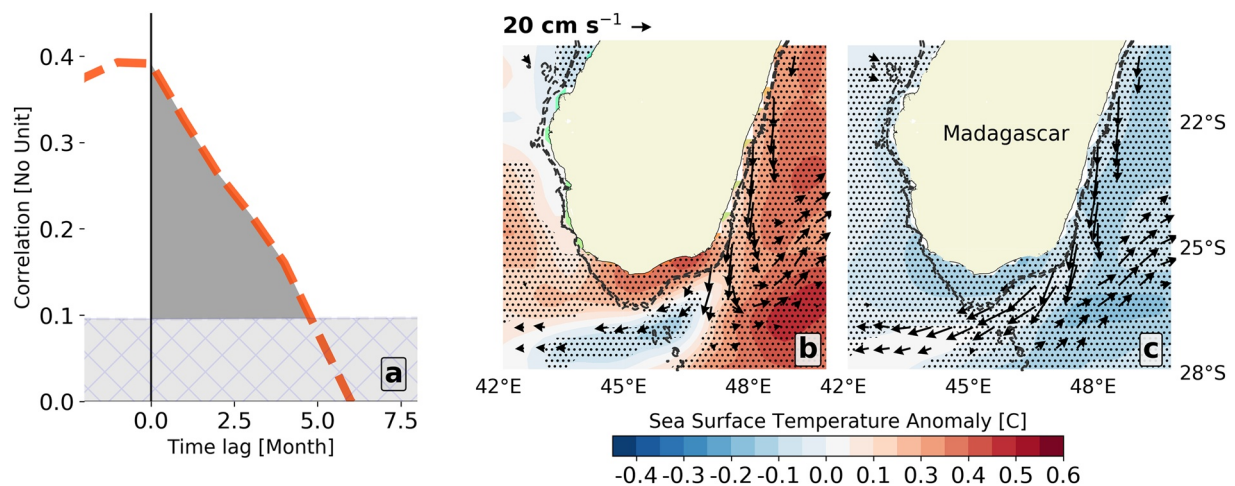 20 cm s⁻¹
0.4
0.3
0.2
0.1
0.0
Correlation [No Unit]
a
0.0 2.5 5.0 7.5
Time lag [Month]
b
Madagascar
c
22°S
25°S
28°S
42°E 45°E 48°E 42°E 45°E 48°E
Sea Surface Temperature Anomaly [C]
-0.4 -0.3 -0.2 -0.1 0.0 0.1 0.3 0.4 0.5 0.6